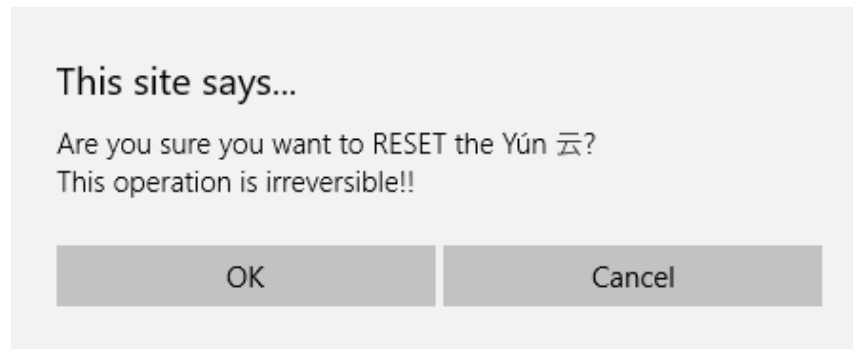 This site says...
Are you sure you want to RESET the Yún 云?
This operation is irreversible!!
OK
Cancel